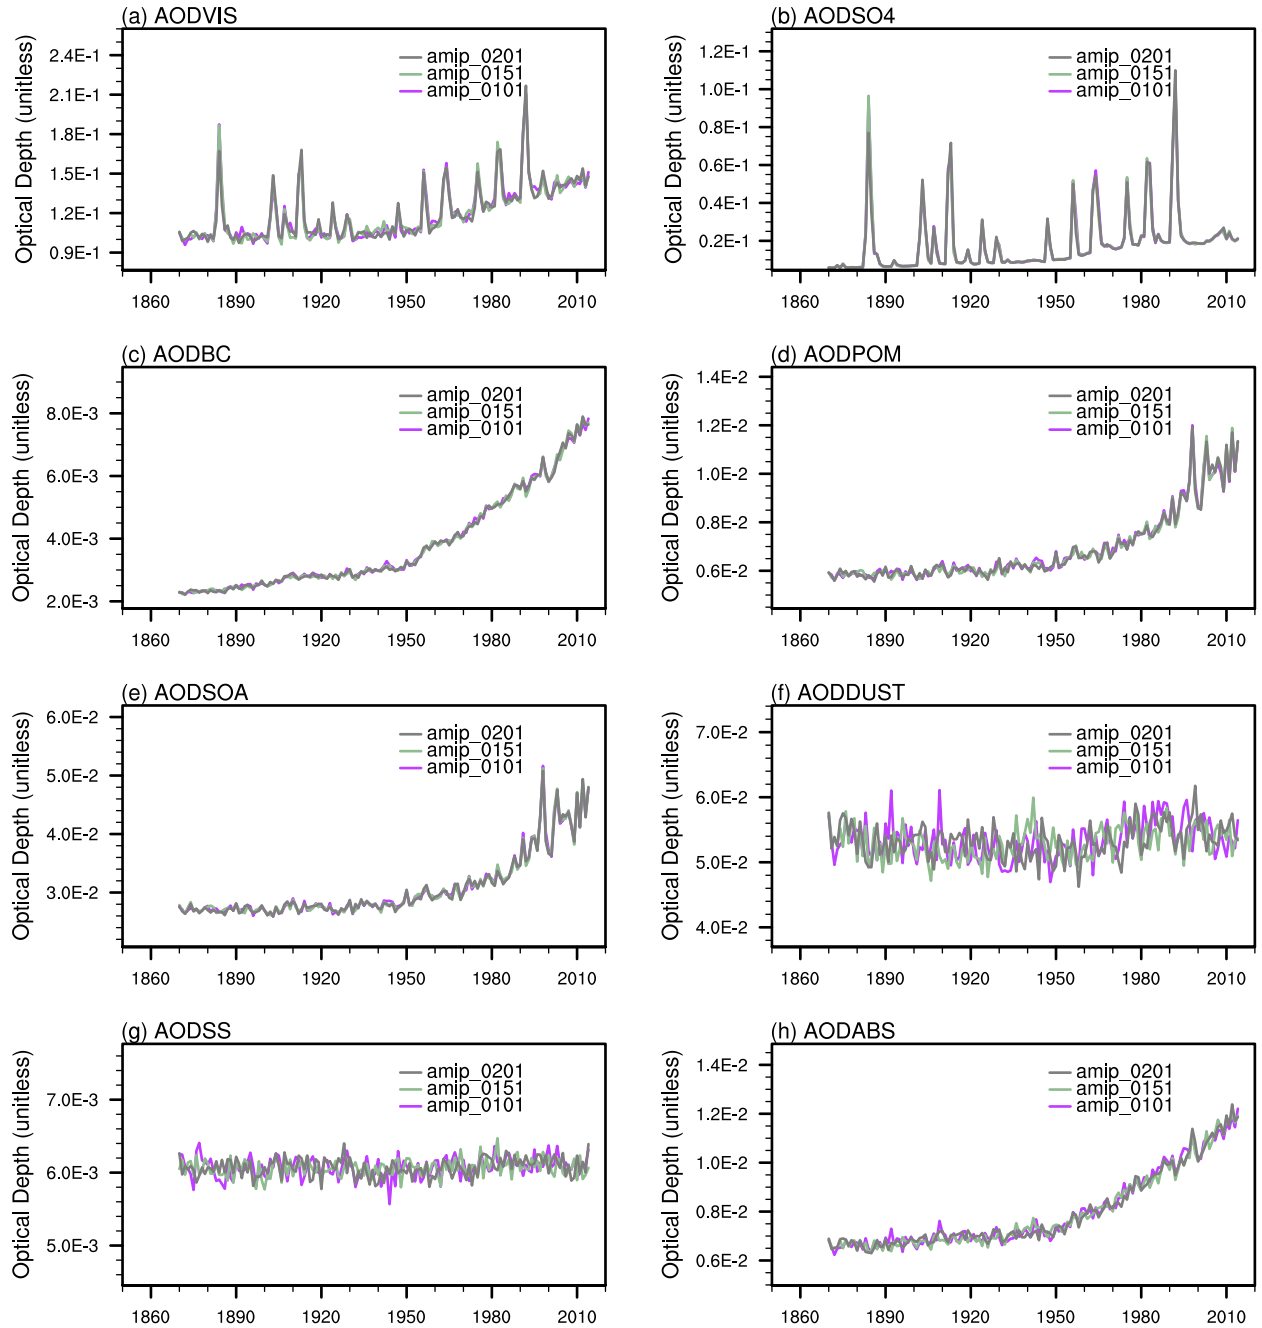 (a) AODVIS
Optical Depth (unitless)
2.4E-1
2.1E-1
1.8E-1
1.5E-1
1.2E-1
0.9E-1
amip_0201
amip_0151
amip_0101
1860 1890 1920 1950 1980 2010
(b) AODSO4
Optical Depth (unitless)
1.2E-1
1.0E-1
0.8E-1
0.6E-1
0.4E-1
0.2E-1
amip_0201
amip_0151
amip_0101
1860 1890 1920 1950 1980 2010
(c) AODBC
Optical Depth (unitless)
8.0E-3
6.0E-3
4.0E-3
2.0E-3
amip_0201
amip_0151
amip_0101
1860 1890 1920 1950 1980 2010
(d) AODPOM
Optical Depth (unitless)
1.4E-2
1.2E-2
1.0E-2
0.8E-2
0.6E-2
amip_0201
amip_0151
amip_0101
1860 1890 1920 1950 1980 2010
(e) AODSOA
Optical Depth (unitless)
6.0E-2
5.0E-2
4.0E-2
3.0E-2
amip_0201
amip_0151
amip_0101
1860 1890 1920 1950 1980 2010
(f) AODDUST
Optical Depth (unitless)
7.0E-2
6.0E-2
5.0E-2
4.0E-2
amip_0201
amip_0151
amip_0101
1860 1890 1920 1950 1980 2010
(g) AODSS
Optical Depth (unitless)
7.0E-3
6.0E-3
5.0E-3
amip_0201
amip_0151
amip_0101
1860 1890 1920 1950 1980 2010
(h) AODABS
Optical Depth (unitless)
1.4E-2
1.2E-2
1.0E-2
0.8E-2
0.6E-2
amip_0201
amip_0151
amip_0101
1860 1890 1920 1950 1980 2010